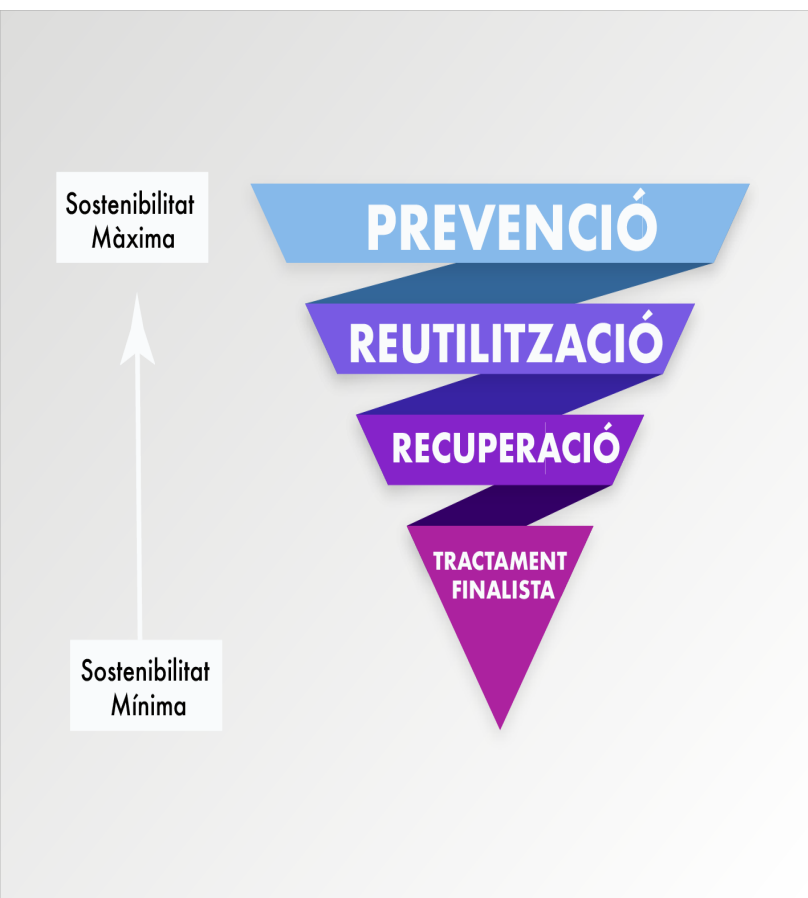 Sostenibilitat
Màxima
PREVENCIÓ
REUTILITZACIÓ
RECUPERACIÓ
TRACTAMENT
FINALISTA
Sostenibilitat
Mínima